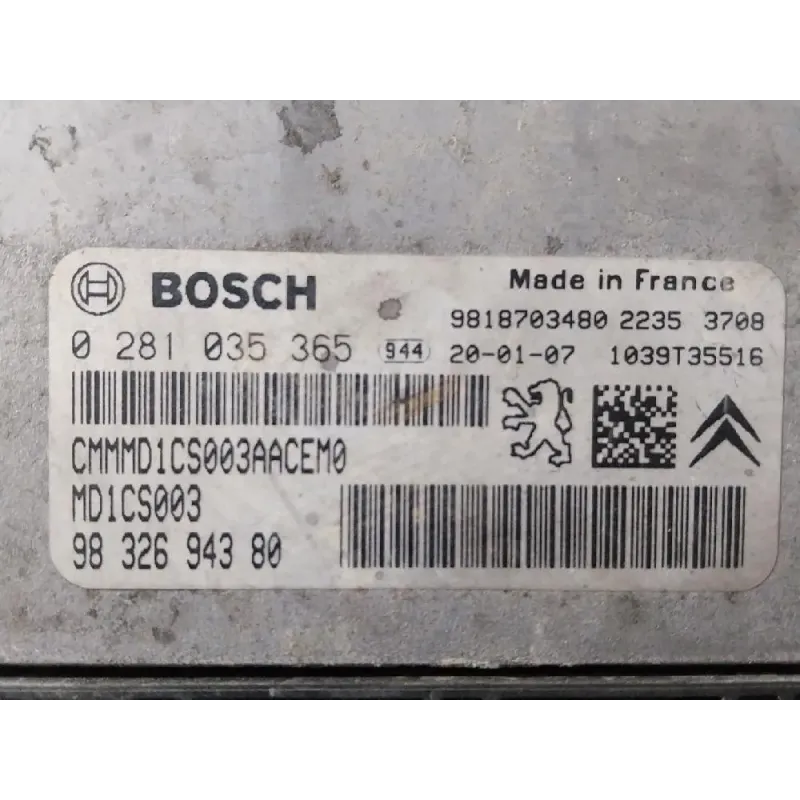 BOSCH
Made in France
9818703480 2235 3708
0 281 035 365 944 20-01-07 1039T35516
CMMMD1CS003AACEM0
MD1CS003
98 326 943 80